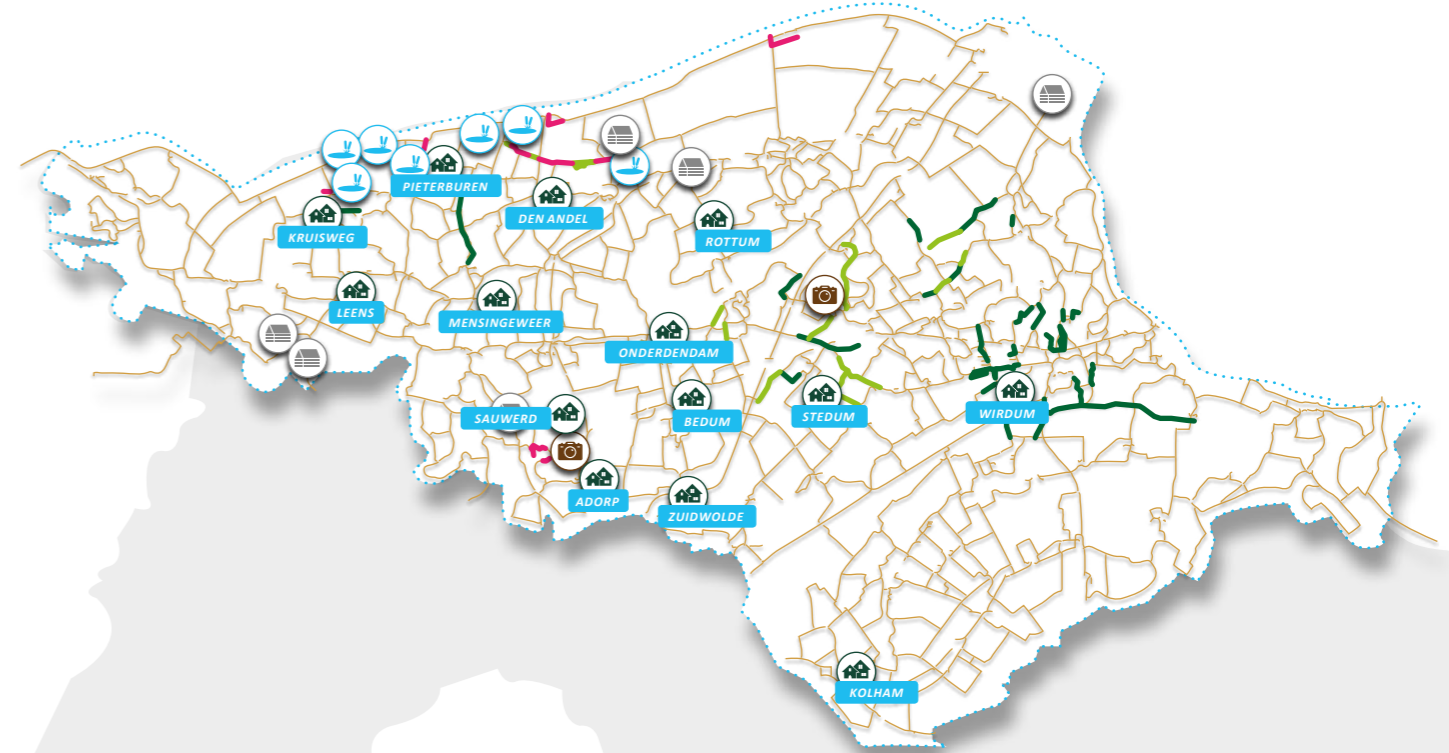 PIETERBUREN
DEN ANDEL
KRUISWEG
ROTTUM
LEENS
MENSINGEWEER
ONDERDENDAM
SAUWERD
BEDUM
STEDUM
WIRDUM
ADORP
ZUIDWOLDE
KOLHAM